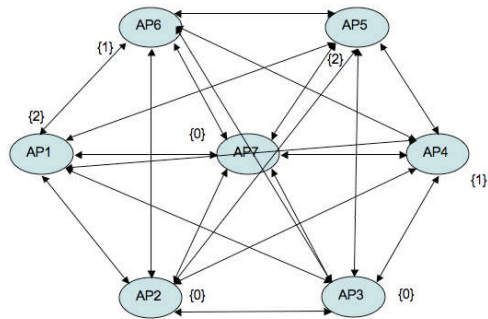 AP6
AP5
{1}
{2}
{2}
{0}
AP1
AP7
AP4
{1}
AP2
{0}
AP3
{0}